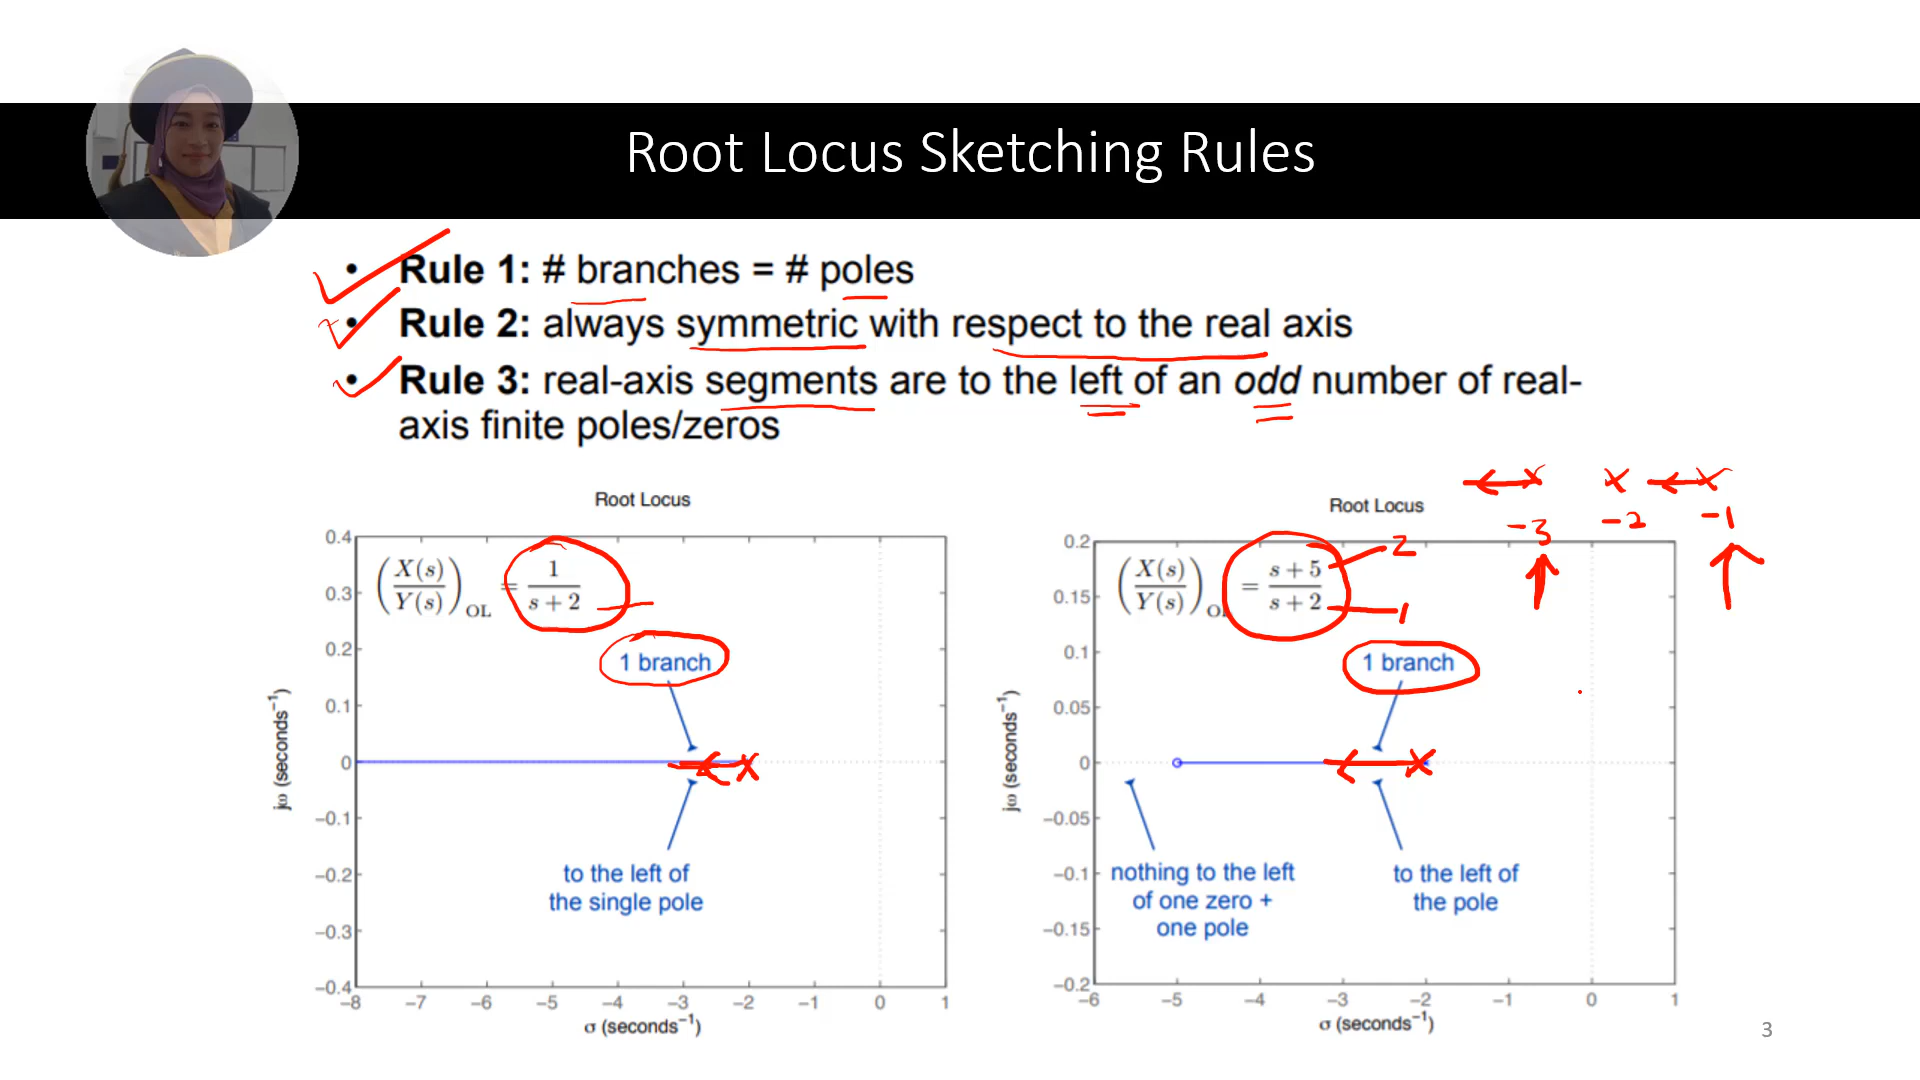 Root Locus Sketching Rules
• Rule 1: # branches = # poles
• Rule 2: always symmetric with respect to the real axis
• Rule 3: real-axis segments are to the left of an odd number of real-
axis finite poles/zeros
Root Locus
(X(s)/Y(s))OL = 1/(s + 2)
1 branch
to the left of
the single pole
0.4
0.3
0.2
0.1
0
−0.1
−0.2
−0.3
−0.4
−8 −7 −6 −5 −4 −3 −2 −1 0 1
jω (seconds⁻¹)
σ (seconds⁻¹)
x x x
-3 -2 -1
Root Locus
(X(s)/Y(s))OL = (s + 5)/(s + 2)
2
1
1 branch
nothing to the left
of one zero +
one pole
to the left of
the pole
0.2
0.15
0.1
0.05
0
−0.05
−0.1
−0.15
−0.2
−6 −5 −4 −3 −2 −1 0 1
jω (seconds⁻¹)
σ (seconds⁻¹)
3